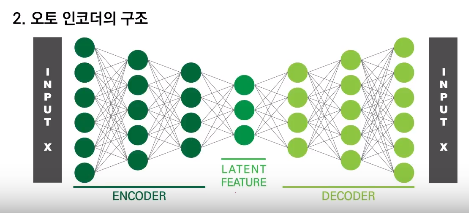 2. 오토 인코더의 구조
INPUT X
INPUT X
LATENT
FEATURE
ENCODER
DECODER